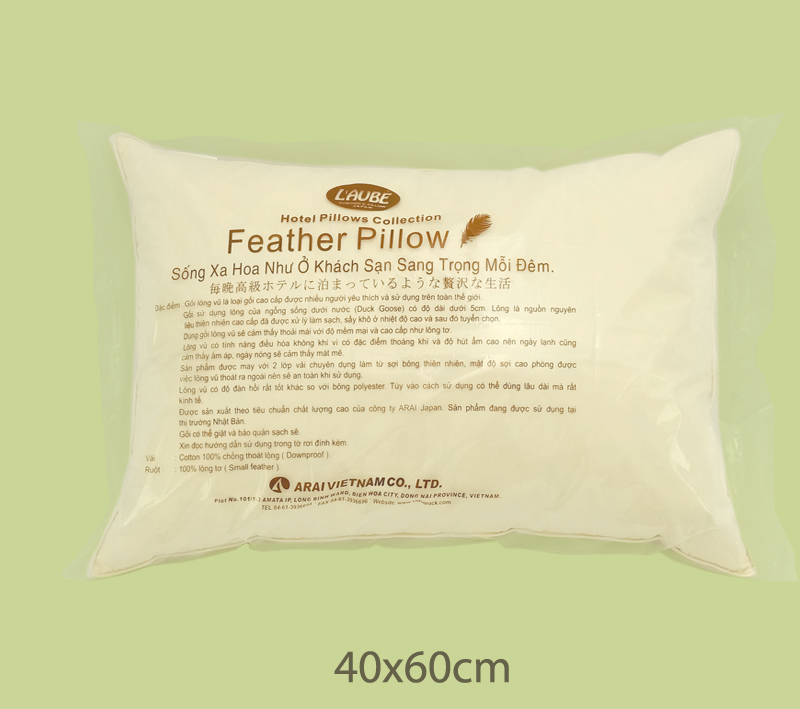 L'AUBE
JAPAN
Hotel Pillows Collection
Feather Pillow
Sống Xa Hoa Như Ở Khách Sạn Sang Trọng Mỗi Đêm.
毎晩高級ホテルに泊まっているような贅沢な生活
Đặc điểm : Gối lông vũ là loại gối cao cấp được nhiều người yêu thích và sử dụng trên toàn thế giới.
Gối sử dụng lông của ngỗng sống dưới nước (Duck Goose) có độ dài dưới 5cm. Lông là nguồn nguyên
liệu thiên nhiên cao cấp đã được xử lý làm sạch, sấy khô ở nhiệt độ cao và sau đó tuyển chọn.
Dùng gối lông vũ sẽ cảm thấy thoải mái với độ mềm mại và cao cấp như lông tơ.
Lông vũ có tính năng điều hòa không khí vì có đặc điểm thoáng khí và độ hút ẩm cao nên ngày lạnh cũng
cảm thấy ấm áp, ngày nóng sẽ cảm thấy mát mẻ.
Sản phẩm được may với 2 lớp vải chuyên dụng làm từ sợi bông thiên nhiên, mật độ sợi cao phòng được
việc lông vũ thoát ra ngoài nên sẽ an toàn khi sử dụng.
Lông vũ có độ đàn hồi rất tốt khác so với bông polyester. Tùy vào cách sử dụng có thể dùng lâu dài mà rất
kinh tế.
Được sản xuất theo tiêu chuẩn chất lượng cao của công ty ARAI Japan. Sản phẩm đang được sử dụng tại
thị trường Nhật Bản.
Gối có thể giặt và bảo quản sạch sẽ.
Xin đọc hướng dẫn sử dụng trong tờ rơi đính kèm.
Vải : Cotton 100% chống thoát lông ( Downproof ).
Ruột : 100% lông tơ ( Small feather ).
ARAI VIETNAM CO., LTD.
Plot No.101/1.3 AMATA IP, LONG BINH WARD, BIEN HOA CITY, DONG NAI PROVINCE, VIETNAM.
TEL: 84-61- FAX: 84-61-3936696 Website:
40x60cm